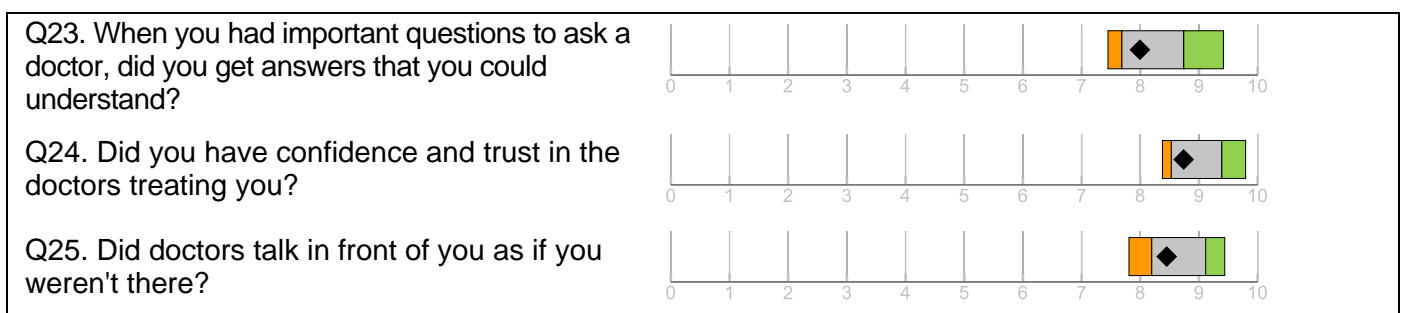 Q23. When you had important questions to ask a
doctor, did you get answers that you could
understand?
0 1 2 3 4 5 6 7 8 9 10
Q24. Did you have confidence and trust in the
doctors treating you?
0 1 2 3 4 5 6 7 8 9 10
Q25. Did doctors talk in front of you as if you
weren't there?
0 1 2 3 4 5 6 7 8 9 10